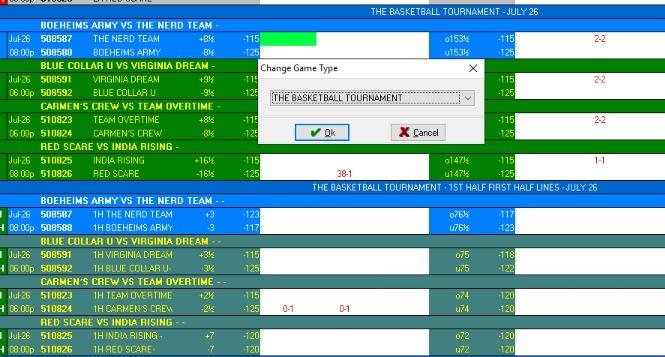 THE BASKETBALL TOURNAMENT - JULY 26
BOEHEIMS ARMY VS THE NERD TEAM -
Jul-26 508587 THE NERD TEAM +8½ -115 o153½ -115 2-2
08:00p 508588 BOEHEIMS ARMY -8½ u153½ -125
BLUE COLLAR U VS VIRGINIA DREAM -
Jul-26 508591 VIRGINIA DREAM +9½ -115 2-2
06:00p 508592 BLUE COLLAR U -9½ -125
CARMEN'S CREW VS TEAM OVERTIME -
Jul-26 510823 TEAM OVERTIME +8½ -115 2-2
06:00p 510824 CARMEN'S CREW -8½ -125
RED SCARE VS INDIA RISING -
Jul-26 510825 INDIA RISING +16½ -115 o147½ -115 1-1
08:00p 510826 RED SCARE -16½ -125 38-1 u147½ -125
Change Game Type
THE BASKETBALL TOURNAMENT
Ok Cancel
THE BASKETBALL TOURNAMENT - 1ST HALF FIRST HALF LINES - JULY 26
BOEHEIMS ARMY VS THE NERD TEAM - -
Jul-26 508587 1H THE NERD TEAM +3 -123 o76½ -117
H 08:00p 508588 1H BOEHEIMS ARMY -3 -117 u76½ -123
BLUE COLLAR U VS VIRGINIA DREAM - -
Jul-26 508591 1H VIRGINIA DREAM +3½ -115 o75 -118
H 06:00p 508592 1H BLUE COLLAR U- -3½ -125 u75 -122
CARMEN'S CREW VS TEAM OVERTIME - -
Jul-26 510823 1H TEAM OVERTIME +2½ -115 o74 -120
H 06:00p 510824 1H CARMEN'S CREW -2½ -125 0-1 0-1 u74 -120
RED SCARE VS INDIA RISING - -
Jul-26 510825 1H INDIA RISING - +7 -120 o72 -120
H 08:00p 510826 1H RED SCARE- -7 -120 u72 -120